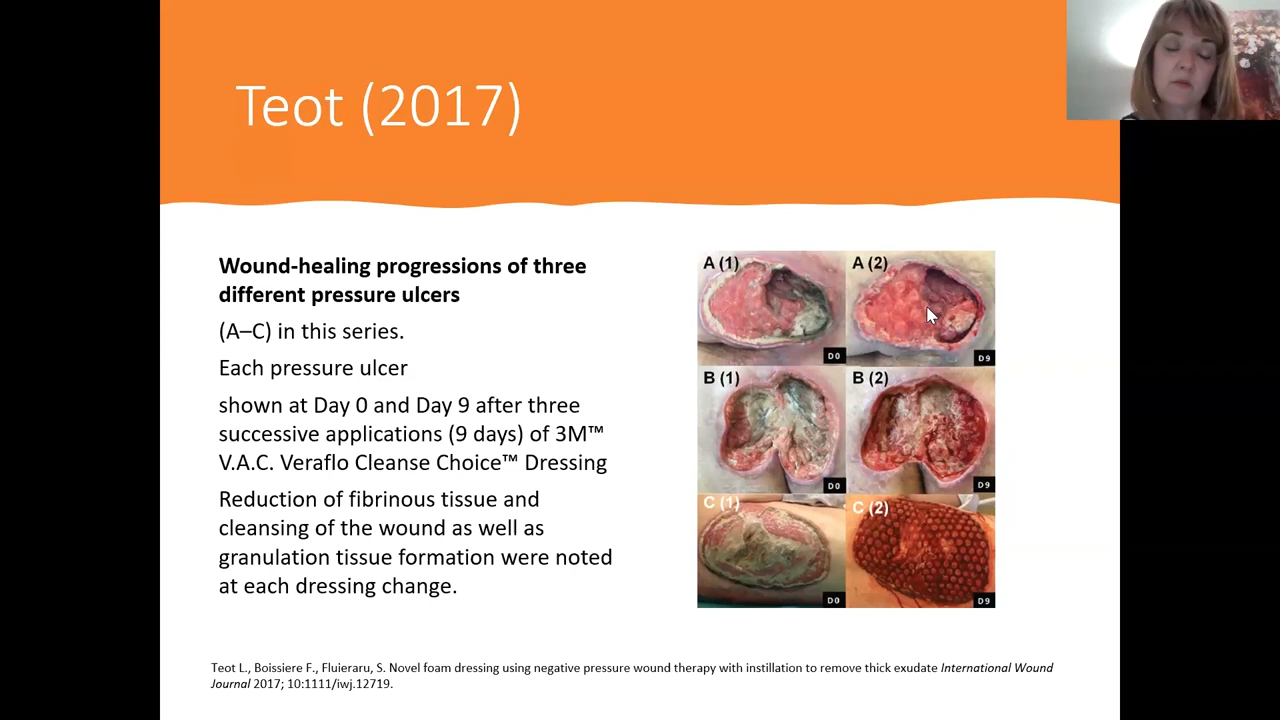 Teot (2017)
Wound-healing progressions of three
different pressure ulcers
(A–C) in this series.
Each pressure ulcer
shown at Day 0 and Day 9 after three
successive applications (9 days) of 3M™
V.A.C. Veraflo Cleanse Choice™ Dressing
Reduction of fibrinous tissue and
cleansing of the wound as well as
granulation tissue formation were noted
at each dressing change.
A (1)
A (2)
D0
D9
B (1)
B (2)
D0
D9
C (1)
C (2)
D0
D9
Teot L., Boissiere F., Fluieraru, S. Novel foam dressing using negative pressure wound therapy with instillation to remove thick exudate International Wound
Journal 2017; 10:1111/iwj.12719.